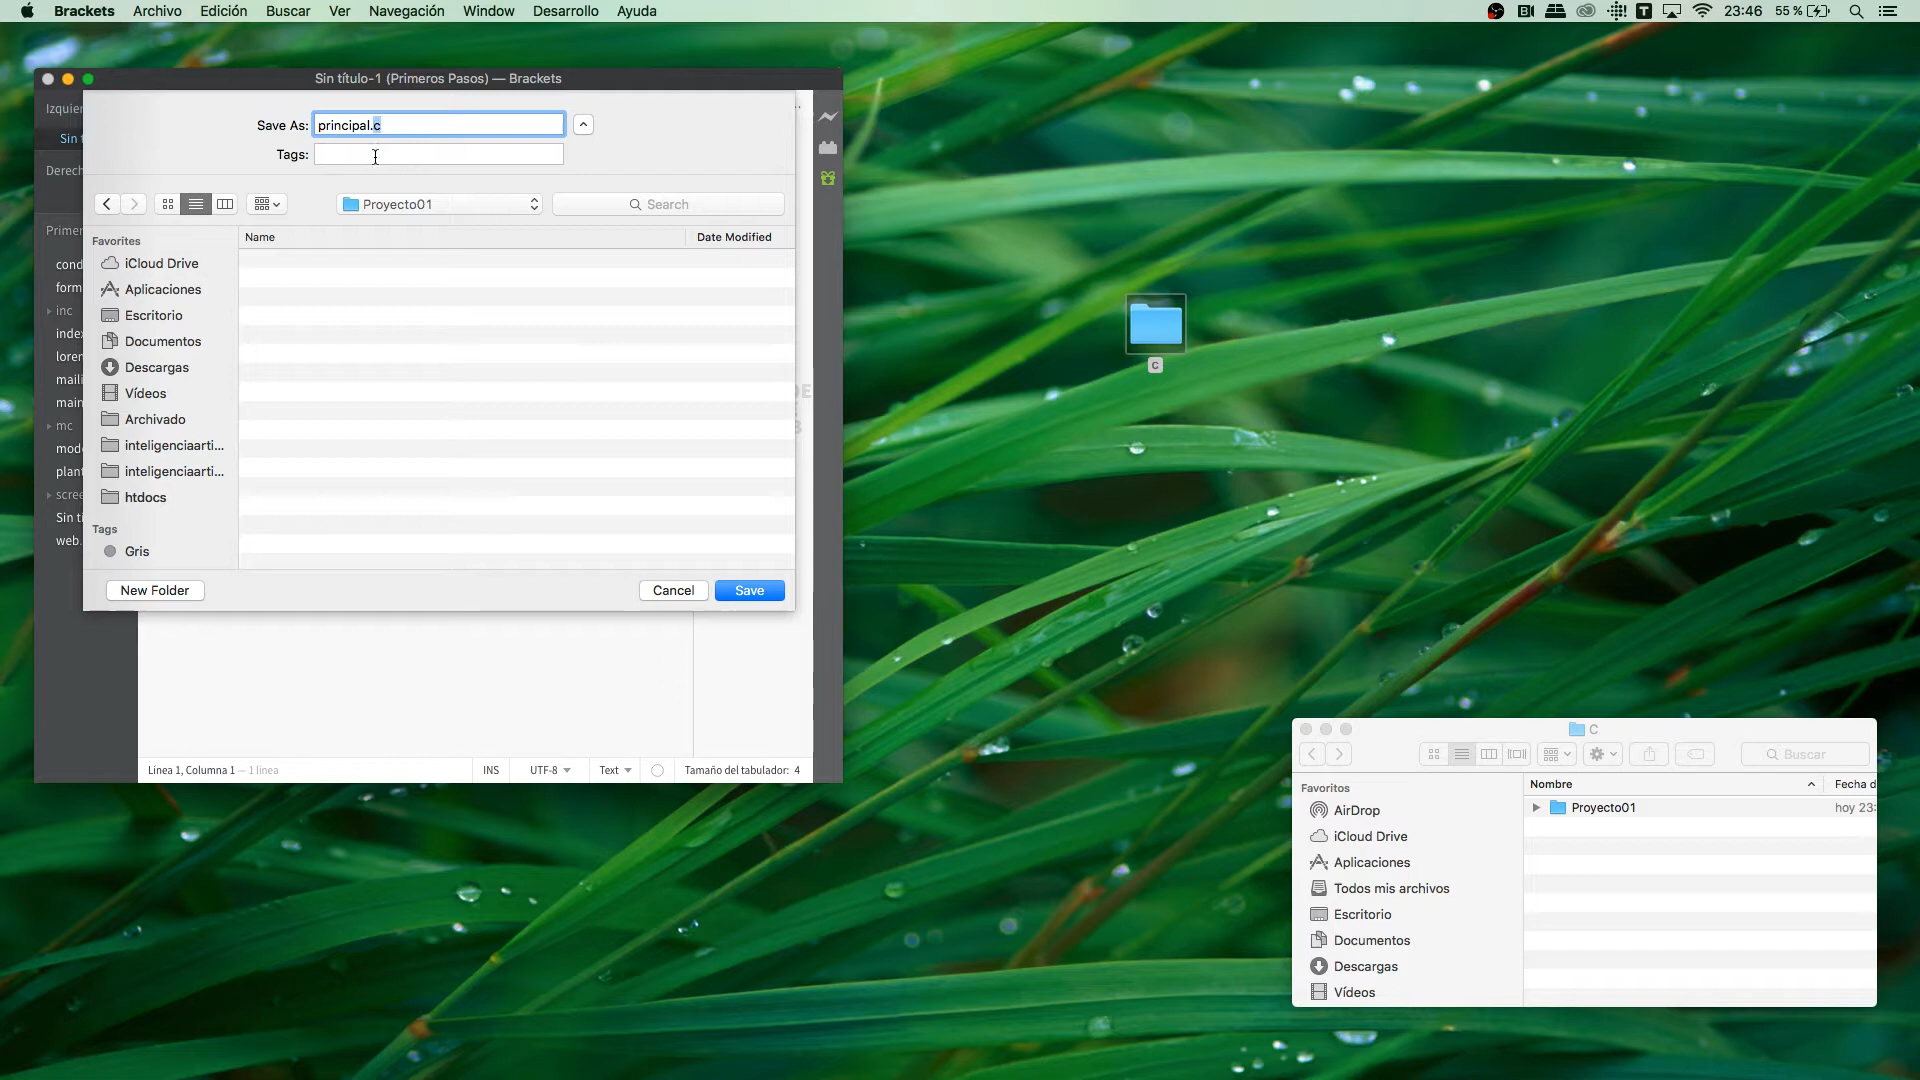 Brackets Archivo Edición Buscar Ver Navegación Window Desarrollo Ayuda
23:46 55 %
Sin título-1 (Primeros Pasos) — Brackets
Izquier
Sin t
Derech
Primer
cond
form
inc
index
loren
maili
main
mc
mode
plant
scree
Sin ti
web.
Save As: principal.c
Tags:
Proyecto01
Search
Favorites
iCloud Drive
Aplicaciones
Escritorio
Documentos
Descargas
Vídeos
Archivado
inteligenciaarti...
inteligenciaarti...
htdocs
Tags
Gris
Name Date Modified
New Folder Cancel Save
Línea 1, Columna 1 — 1 línea INS UTF-8 Text Tamaño del tabulador: 4
C
C
Buscar
Favoritos
AirDrop
iCloud Drive
Aplicaciones
Todos mis archivos
Escritorio
Documentos
Descargas
Vídeos
Nombre Fecha d
Proyecto01 hoy 23: